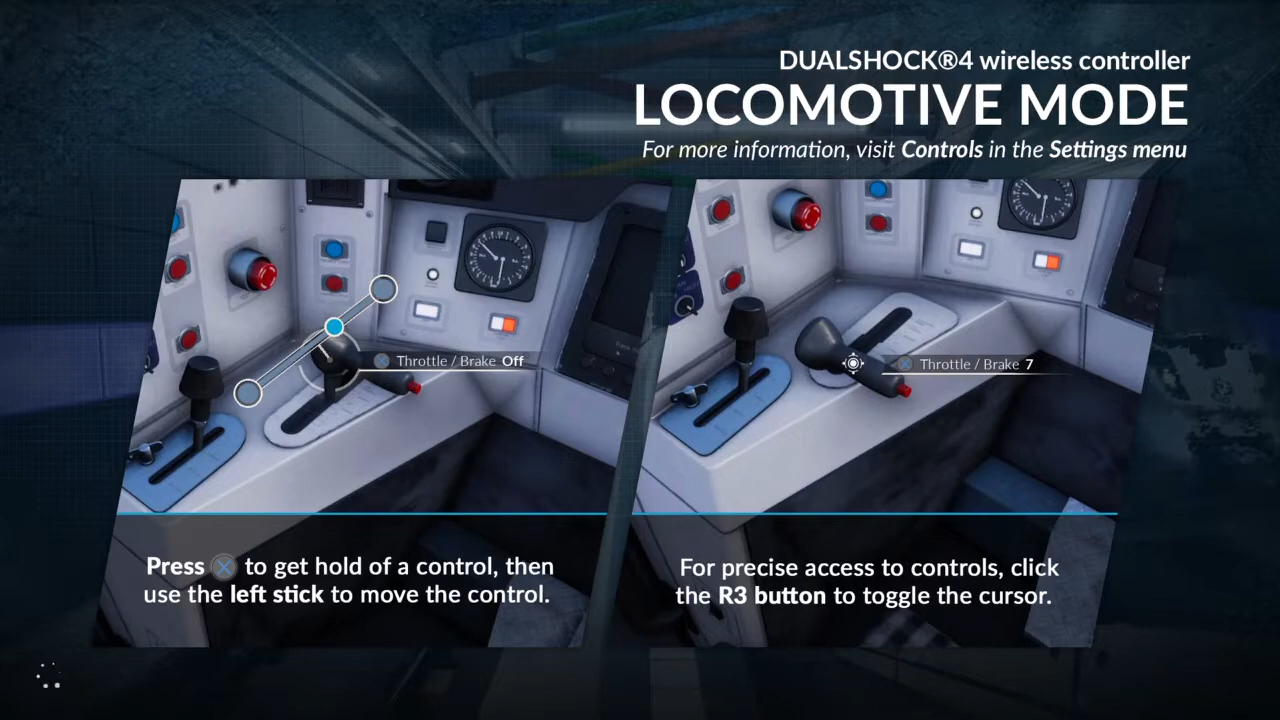 DUALSHOCK®4 wireless controller
LOCOMOTIVE MODE
For more information, visit Controls in the Settings menu
Throttle / Brake Off
Throttle / Brake 7
Press ⓧ to get hold of a control, then
use the left stick to move the control.
For precise access to controls, click
the R3 button to toggle the cursor.